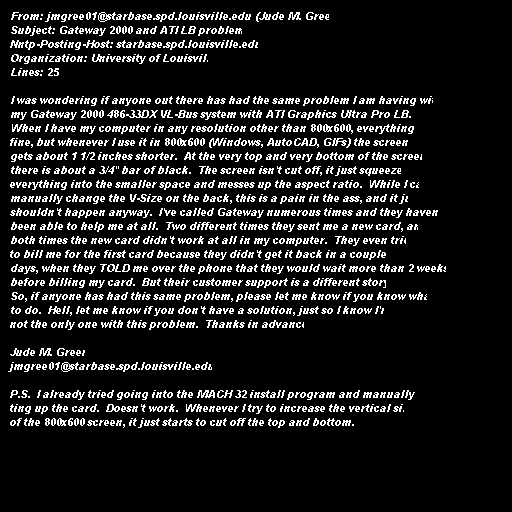 From: jmgree01@starbase.spd.louisville.edu (Jude M. Gree
Subject: Gateway 2000 and ATI LB problem
Nntp-Posting-Host: starbase.spd.louisville.edu
Organization: University of Louisvil
Lines: 25

I was wondering if anyone out there has had the same problem I am having wi
my Gateway 2000 486-33DX VL-Bus system with ATI Graphics Ultra Pro LB.
When I have my computer in any resolution other than 800x600, everything
fine, but whenever I use it in 800x600 (Windows, AutoCAD, GIFs) the screen
gets about 1 1/2 inches shorter.  At the very top and very bottom of the screen
there is about a 3/4" bar of black.  The screen isn't cut off, it just squeeze
everything into the smaller space and messes up the aspect ratio.  While I ca
manually change the V-Size on the back, this is a pain in the ass, and it ju
shouldn't happen anyway.  I've called Gateway numerous times and they haven
been able to help me at all.  Two different times they sent me a new card, an
both times the new card didn't work at all in my computer.  They even trie
to bill me for the first card because they didn't get it back in a couple
days, when they TOLD me over the phone that they would wait more than 2 weeks
before billing my card.  But their customer support is a different story
So, if anyone has had this same problem, please let me know if you know wha
to do.  Hell, let me know if you don't have a solution, just so I know I'm
not the only one with this problem.  Thanks in advance

Jude M. Green
jmgree01@starbase.spd.louisville.edu

P.S.  I already tried going into the MACH 32 install program and manually
ting up the card.  Doesn't work.  Whenever I try to increase the vertical si
of the 800x600 screen, it just starts to cut off the top and bottom.